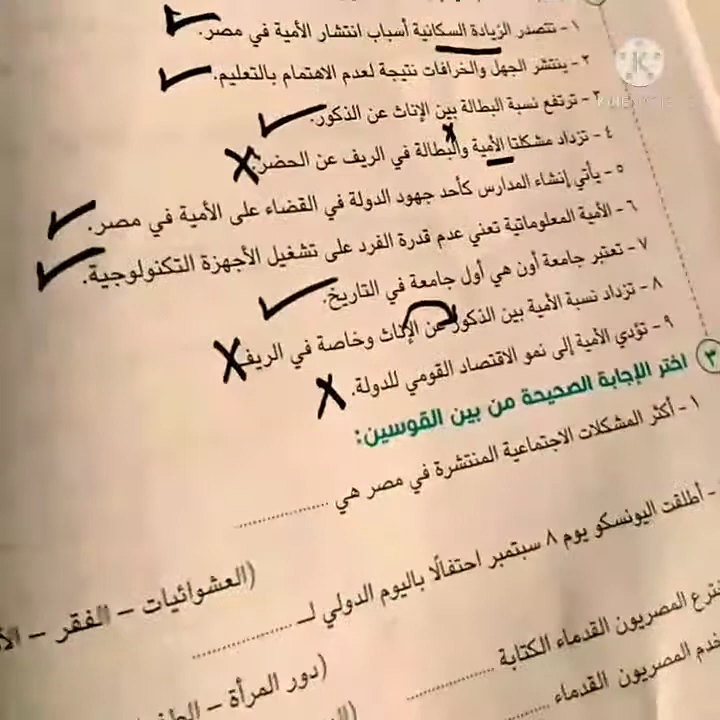 ١ - تتصدر الزيادة السكانية أسباب انتشار الأمية في مصر.
٢ - ينتشر الجهل والخرافات نتيجة لعدم الاهتمام بالتعليم.
٣ - ترتفع نسبة البطالة بين الإناث عن الذكور.
٤ - تزداد مشكلتا الأمية والبطالة في الريف عن الحضر.
٥ - يأتي إنشاء المدارس كأحد جهود الدولة في القضاء على الأمية في مصر.
٦ - الأمية المعلوماتية تعني عدم قدرة الفرد على تشغيل الأجهزة التكنولوجية.
٧ - تعتبر جامعة أون هي أول جامعة في التاريخ.
٨ - تزداد نسبة الأمية بين الذكور عن الإناث وخاصة في الريف
٩ - تؤدي الأمية إلى نمو الاقتصاد القومي للدولة.
٣ اختر الإجابة الصحيحة من بين القوسين:
١ - أكثر المشكلات الاجتماعية المنتشرة في مصر هي ....................
(العشوائيات - الفقر -
- أطلقت اليونسكو يوم ٨ سبتمبر احتفالًا باليوم الدولي لـ ....................
(دور المرأة -
المصريون القدماء الكتابة ....................
المصريون القدماء ....................